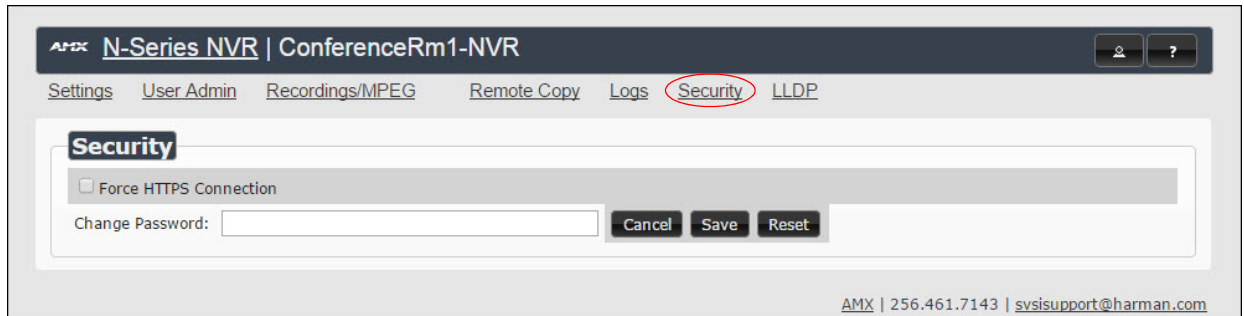 AMX N-Series NVR | ConferenceRm1-NVR ?
Settings User Admin Recordings/MPEG Remote Copy Logs Security LLDP
Security
Force HTTPS Connection
Change Password: Cancel Save Reset
AMX | 256.461.7143 | svsisupport@harman.com